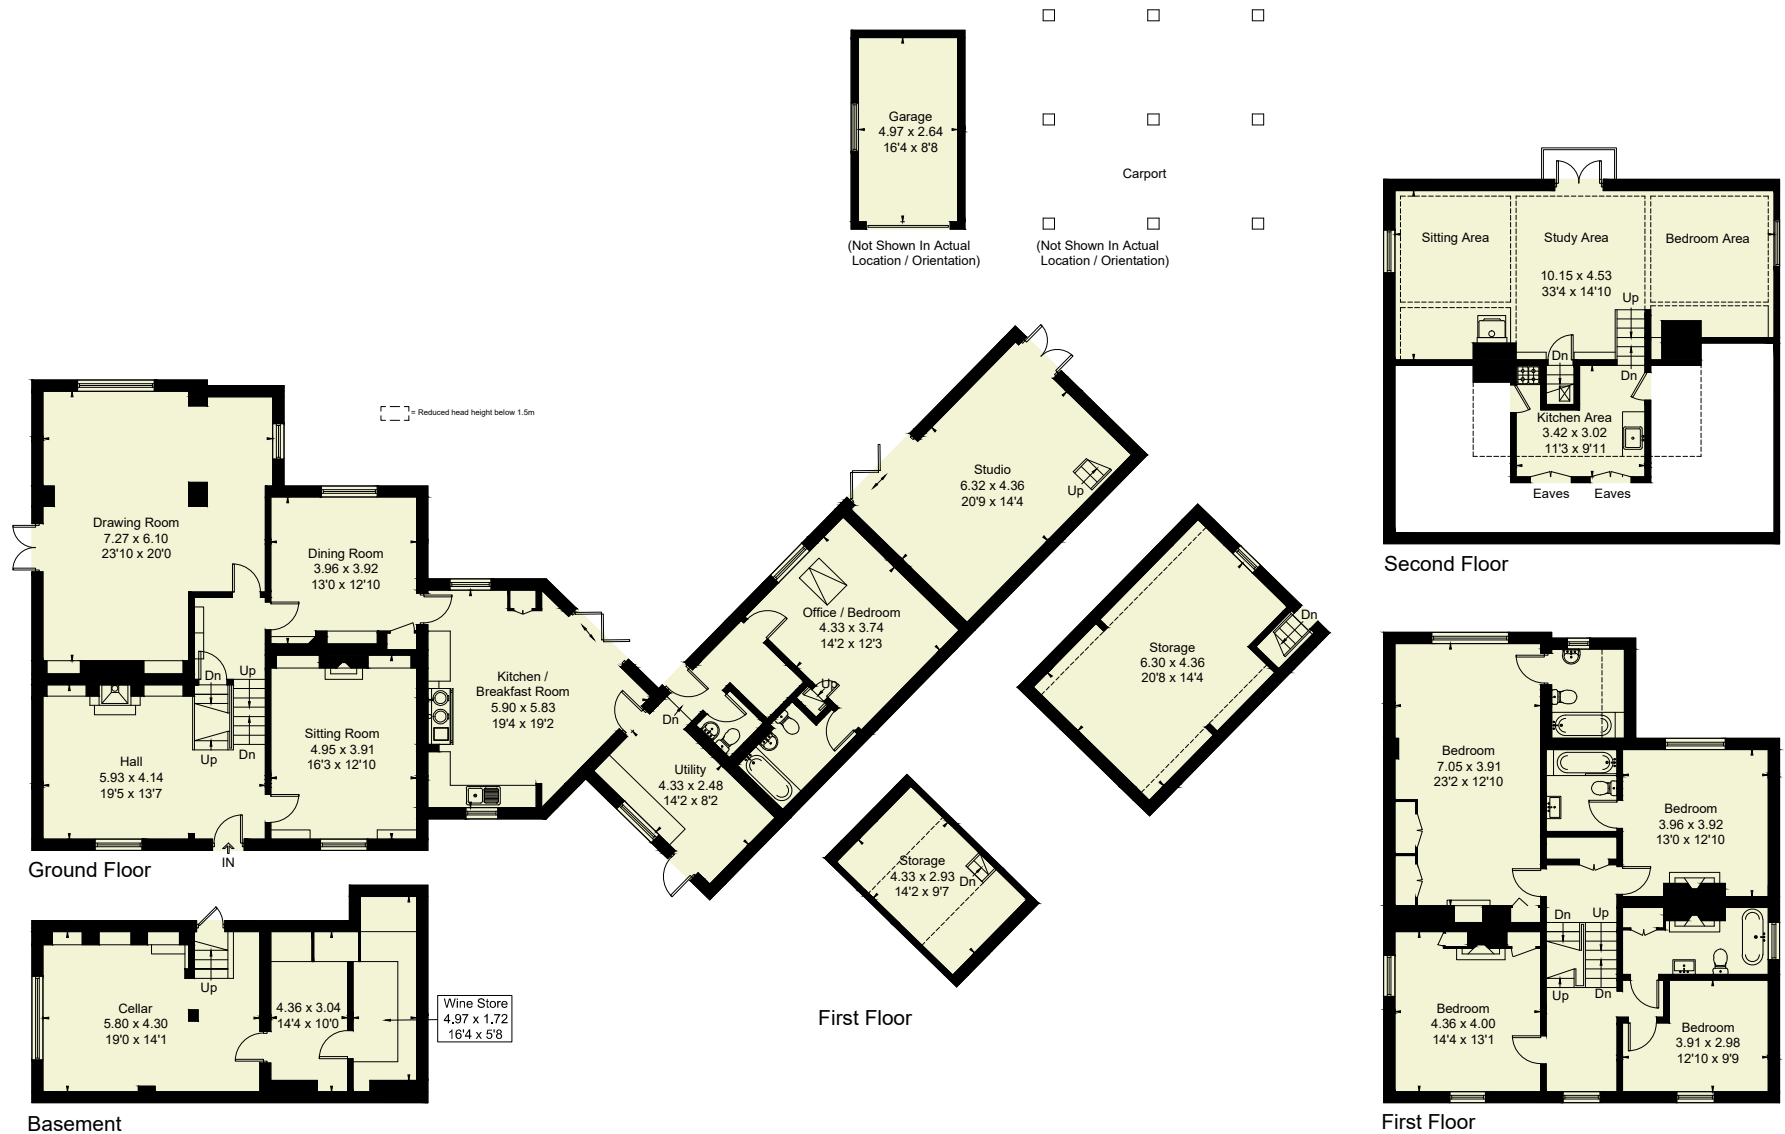 Garage
4.97 x 2.64
16'4 x 8'8
(Not Shown In Actual
Location / Orientation)
Carport
(Not Shown In Actual
Location / Orientation)
Sitting Area
Study Area
Bedroom Area
10.15 x 4.53
33'4 x 14'10
Up
Dn
Dn
Kitchen Area
3.42 x 3.02
11'3 x 9'11
Eaves
Eaves
Second Floor
= Reduced head height below 1.5m
Drawing Room
7.27 x 6.10
23'10 x 20'0
Dining Room
3.96 x 3.92
13'0 x 12'10
Kitchen /
Breakfast Room
5.90 x 5.83
19'4 x 19'2
Dn
Up
Up
Dn
Hall
5.93 x 4.14
19'5 x 13'7
Sitting Room
4.95 x 3.91
16'3 x 12'10
IN
Ground Floor
Studio
6.32 x 4.36
20'9 x 14'4
Up
Office / Bedroom
4.33 x 3.74
14'2 x 12'3
Up
Dn
Utility
4.33 x 2.48
14'2 x 8'2
Storage
6.30 x 4.36
20'8 x 14'4
Dn
Storage
4.33 x 2.93
14'2 x 9'7
Dn
First Floor
Cellar
5.80 x 4.30
19'0 x 14'1
Up
4.36 x 3.04
14'4 x 10'0
Wine Store
4.97 x 1.72
16'4 x 5'8
Basement
Bedroom
7.05 x 3.91
23'2 x 12'10
Bedroom
3.96 x 3.92
13'0 x 12'10
Dn
Up
Up
Dn
Bedroom
4.36 x 4.00
14'4 x 13'1
Bedroom
3.91 x 2.98
12'10 x 9'9
First Floor